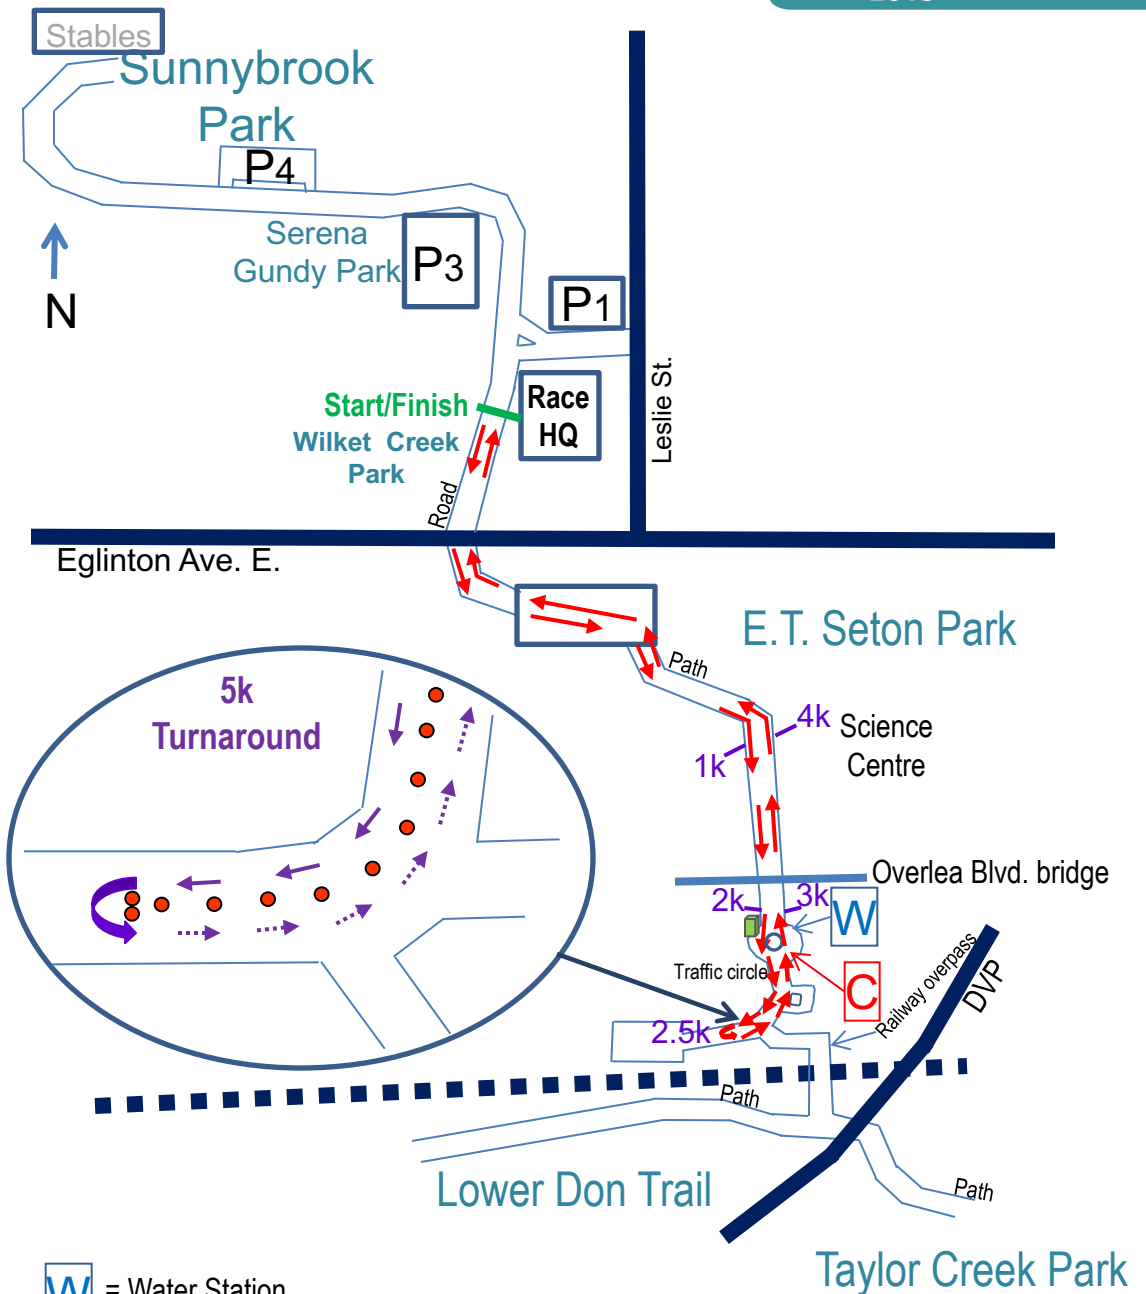 Stables
Sunnybrook
Park
P4
Serena
Gundy Park
P3
P1
N
Leslie St.
Start/Finish
Race
HQ
Wilket Creek
Park
Road
Eglinton Ave. E.
E.T. Seton Park
Path
5k
Turnaround
4k
Science
Centre
1k
Overlea Blvd. bridge
2k
3k
W
Traffic circle
C
Railway overpass
DVP
2.5k
Path
Lower Don Trail
Path
Taylor Creek Park
W = Water Station